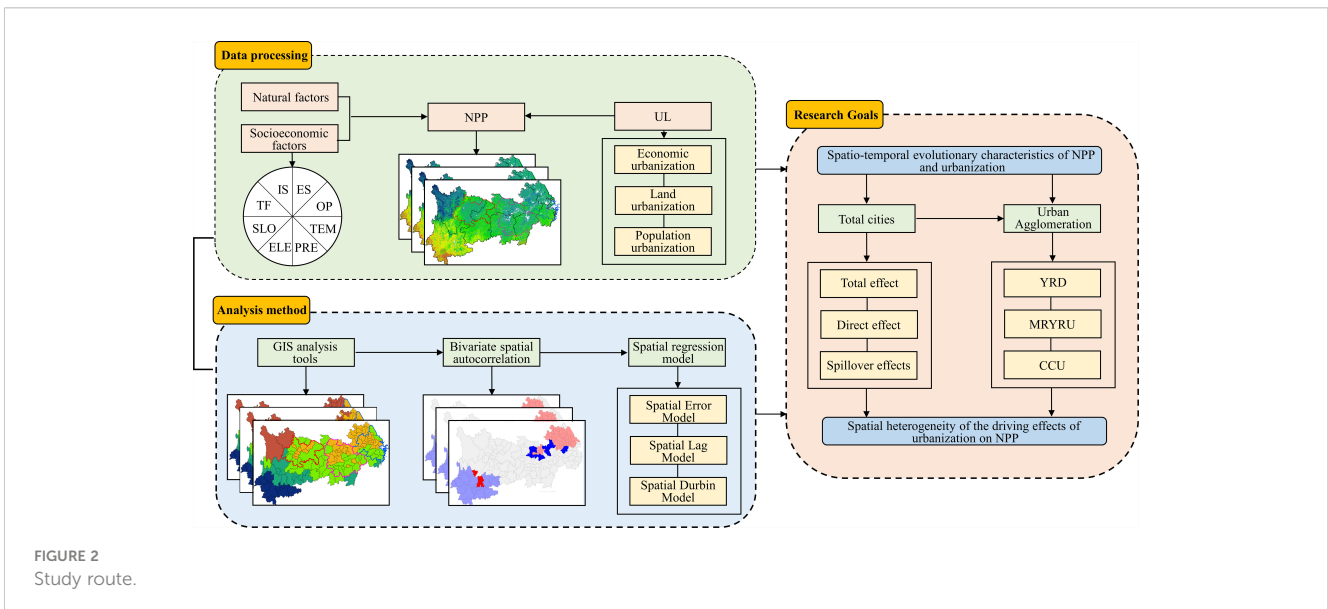 Data processing
Natural factors
Socioeconomic
factors
IS
ES
TF
OP
SLO
TEM
ELE
PRE
NPP
UL
Economic
urbanization
Land
urbanization
Population
urbanization
Analysis method
GIS analysis
tools
Bivariate spatial
autocorrelation
Spatial regression
model
Spatial Error
Model
Spatial Lag
Model
Spatial Durbin
Model
Research Goals
Spatio-temporal evolutionary characteristics of NPP
and urbanization
Total cities
Urban
Agglomeration
Total effect
Direct effect
Spillover effects
YRD
MRYRU
CCU
Spatial heterogeneity of the driving effects of
urbanization on NPP
FIGURE 2
Study route.